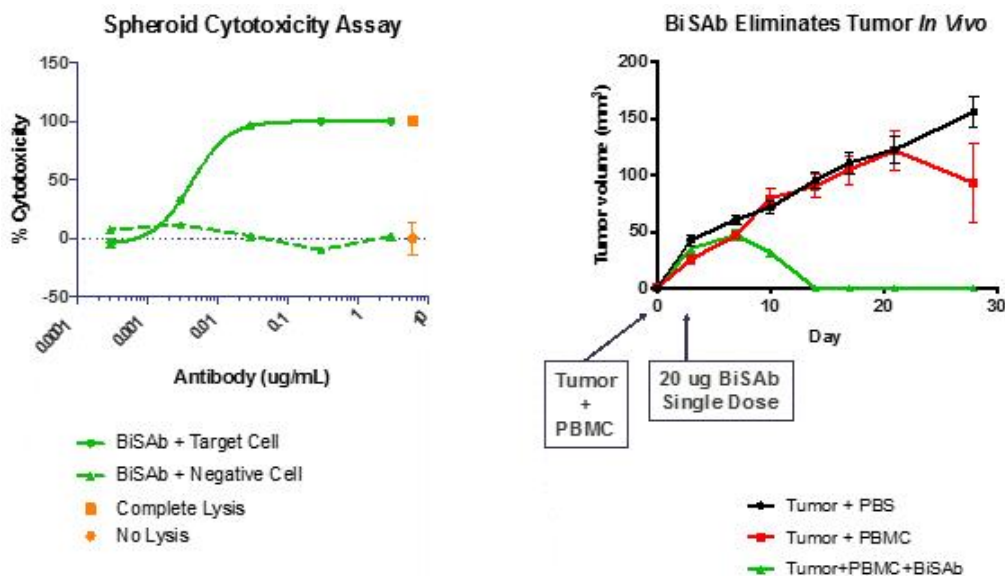 Spheroid Cytotoxicity Assay
% Cytotoxicity
150
100
50
0
-50
0.0001
0.0001
0.01
0.1
1
10
Antibody (ug/mL)
BiSAb + Target Cell
BiSAb + Negative Cell
Complete Lysis
No Lysis
BiSAb Eliminates Tumor In Vivo
Tumor volume (mm³)
200
150
100
50
0
0
10
20
30
Day
Tumor
+
PBMC
20 ug BiSAb
Single Dose
Tumor + PBS
Tumor + PBMC
Tumor+PBMC+BiSAb